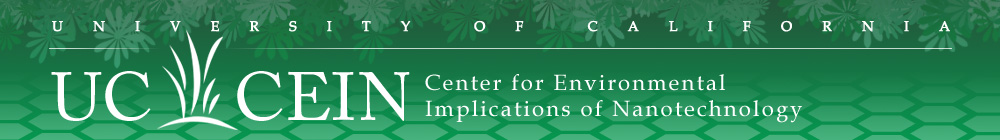 UNIVERSITY OF CALIFORNIA
UC CEIN
Center for Environmental
Implications of Nanotechnology